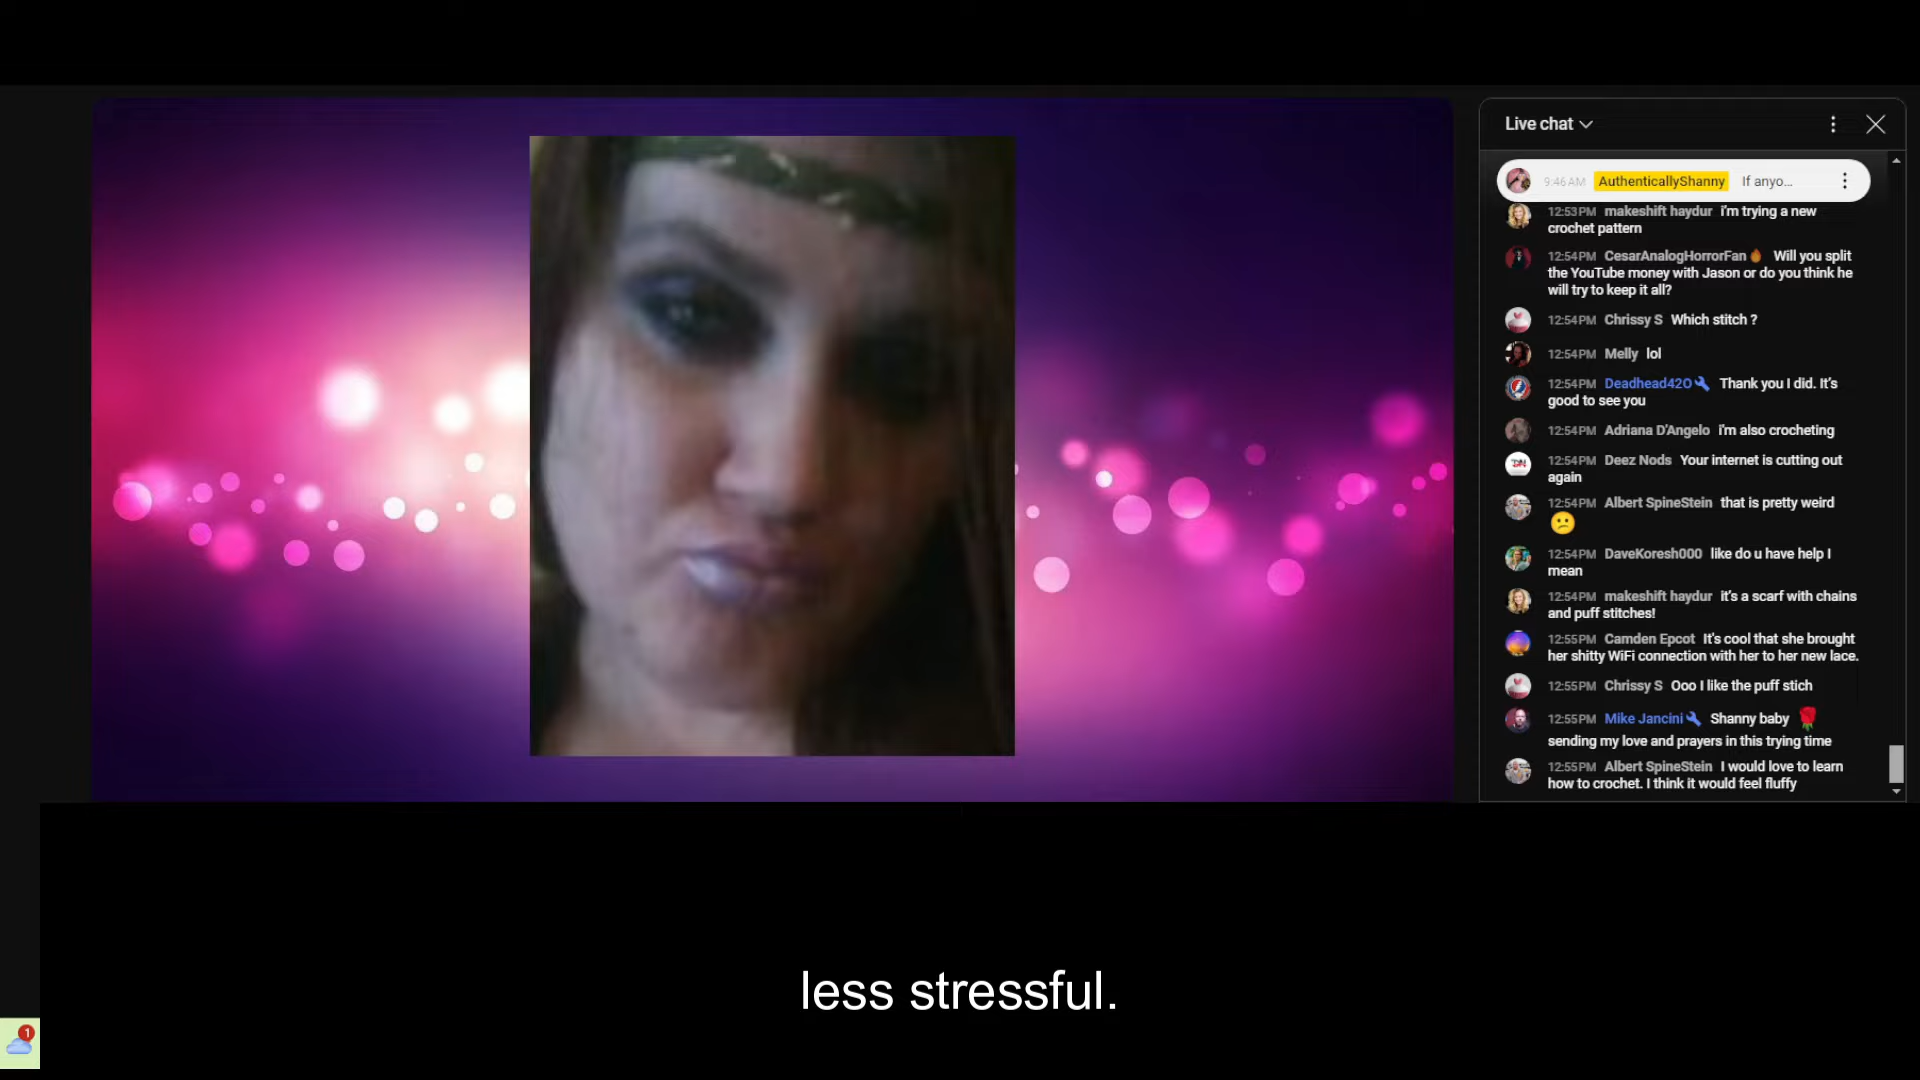 Live chat
9:46 AM AuthenticallyShanny If anyo...
12:53 PM makeshift haydur i'm trying a new
crochet pattern
12:54 PM CesarAnalogHorrorFan Will you split
the YouTube money with Jason or do you think he
will try to keep it all?
12:54 PM Chrissy S Which stitch ?
12:54 PM Melly lol
12:54 PM Deadhead42O Thank you I did. It's
good to see you
12:54 PM Adriana D'Angelo i'm also crocheting
12:54 PM Deez Nods Your internet is cutting out
again
12:54 PM Albert SpineStein that is pretty weird
12:54 PM DaveKoresh000 like do u have help I
mean
12:54 PM makeshift haydur it's a scarf with chains
and puff stitches!
12:55 PM Camden Epcot It's cool that she brought
her shitty WiFi connection with her to her new lace.
12:55 PM Chrissy S Ooo I like the puff stich
12:55 PM Mike Jancini Shanny baby
sending my love and prayers in this trying time
12:55 PM Albert SpineStein I would love to learn
how to crochet. I think it would feel fluffy
less stressful.
1